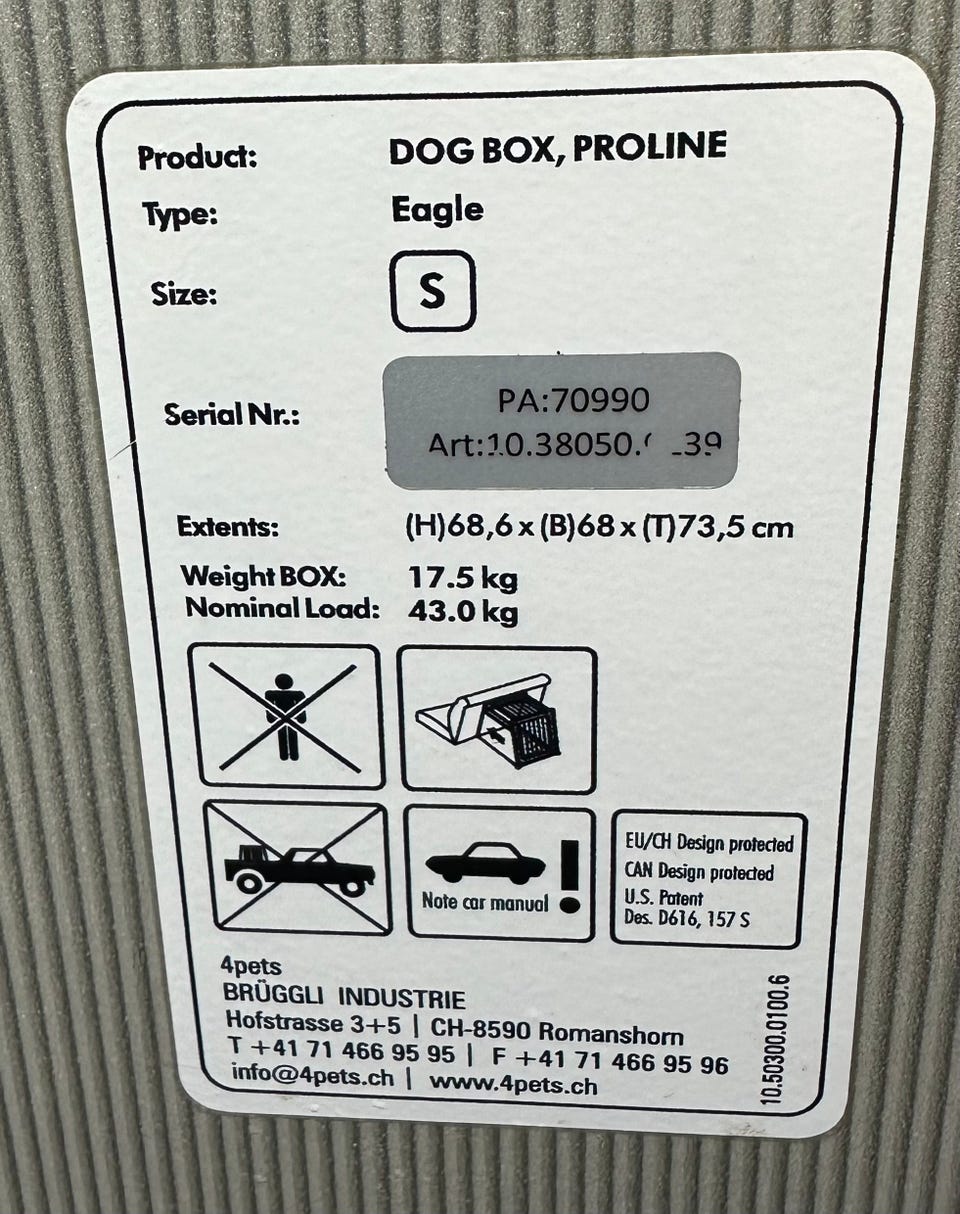 Product: DOG BOX, PROLINE
Type: Eagle
Size: S
Serial Nr.: PA:70990
Art:10.38050.
Extents: (H)68,6 x (B)68 x (T)73,5 cm
Weight BOX: 17.5 kg
Nominal Load: 43.0 kg
Note car manual !
EU/CH Design protected
CAN Design protected
U.S. Patent
Des. D616, 157 S
4pets
BRÜGGLI INDUSTRIE
Hofstrasse 3+5 | CH-8590 Romanshorn
T +41 71 466 95 95 | F +41 71 466 95 96
info@4pets.ch | www.4pets.ch
10.50300.0100.6